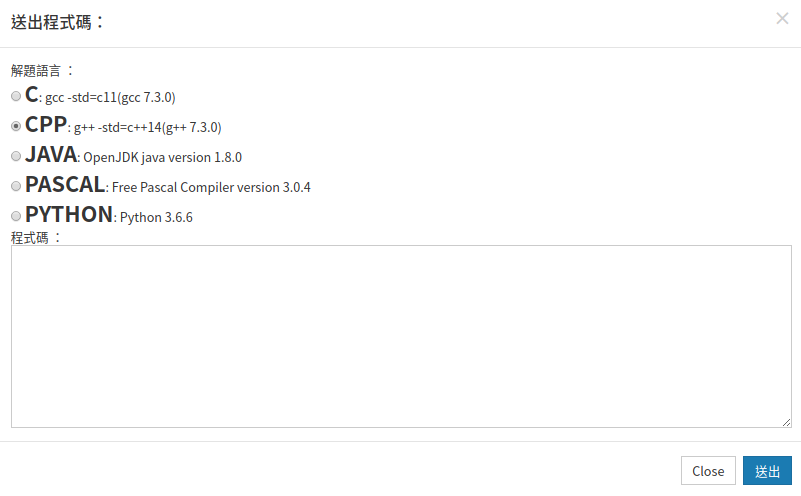 送出程式碼：
×
解題語言 ：
C: gcc -std=c11(gcc 7.3.0)
CPP: g++ -std=c++14(g++ 7.3.0)
JAVA: OpenJDK java version 1.8.0
PASCAL: Free Pascal Compiler version 3.0.4
PYTHON: Python 3.6.6
程式碼 ：
Close 送出